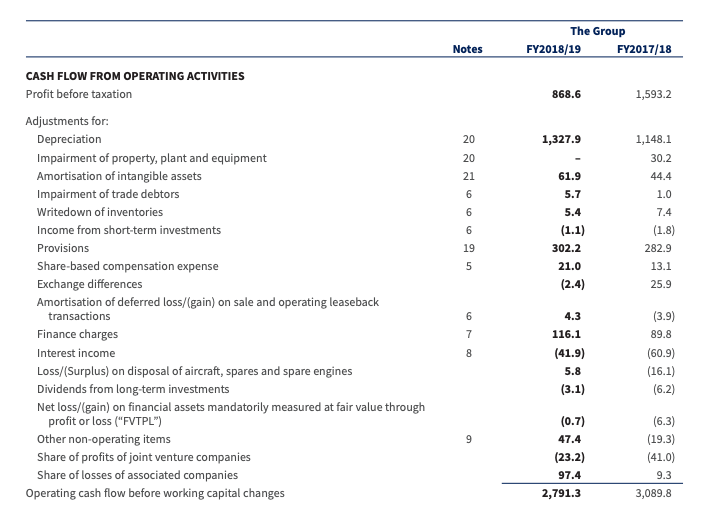 The Group
Notes FY2018/19 FY2017/18
CASH FLOW FROM OPERATING ACTIVITIES
Profit before taxation 868.6 1,593.2
Adjustments for:
Depreciation 20 1,327.9 1,148.1
Impairment of property, plant and equipment 20 – 30.2
Amortisation of intangible assets 21 61.9 44.4
Impairment of trade debtors 6 5.7 1.0
Writedown of inventories 6 5.4 7.4
Income from short-term investments 6 (1.1) (1.8)
Provisions 19 302.2 282.9
Share-based compensation expense 5 21.0 13.1
Exchange differences (2.4) 25.9
Amortisation of deferred loss/(gain) on sale and operating leaseback
transactions 6 4.3 (3.9)
Finance charges 7 116.1 89.8
Interest income 8 (41.9) (60.9)
Loss/(Surplus) on disposal of aircraft, spares and spare engines 5.8 (16.1)
Dividends from long-term investments (3.1) (6.2)
Net loss/(gain) on financial assets mandatorily measured at fair value through
profit or loss (“FVTPL”) (0.7) (6.3)
Other non-operating items 9 47.4 (19.3)
Share of profits of joint venture companies (23.2) (41.0)
Share of losses of associated companies 97.4 9.3
Operating cash flow before working capital changes 2,791.3 3,089.8